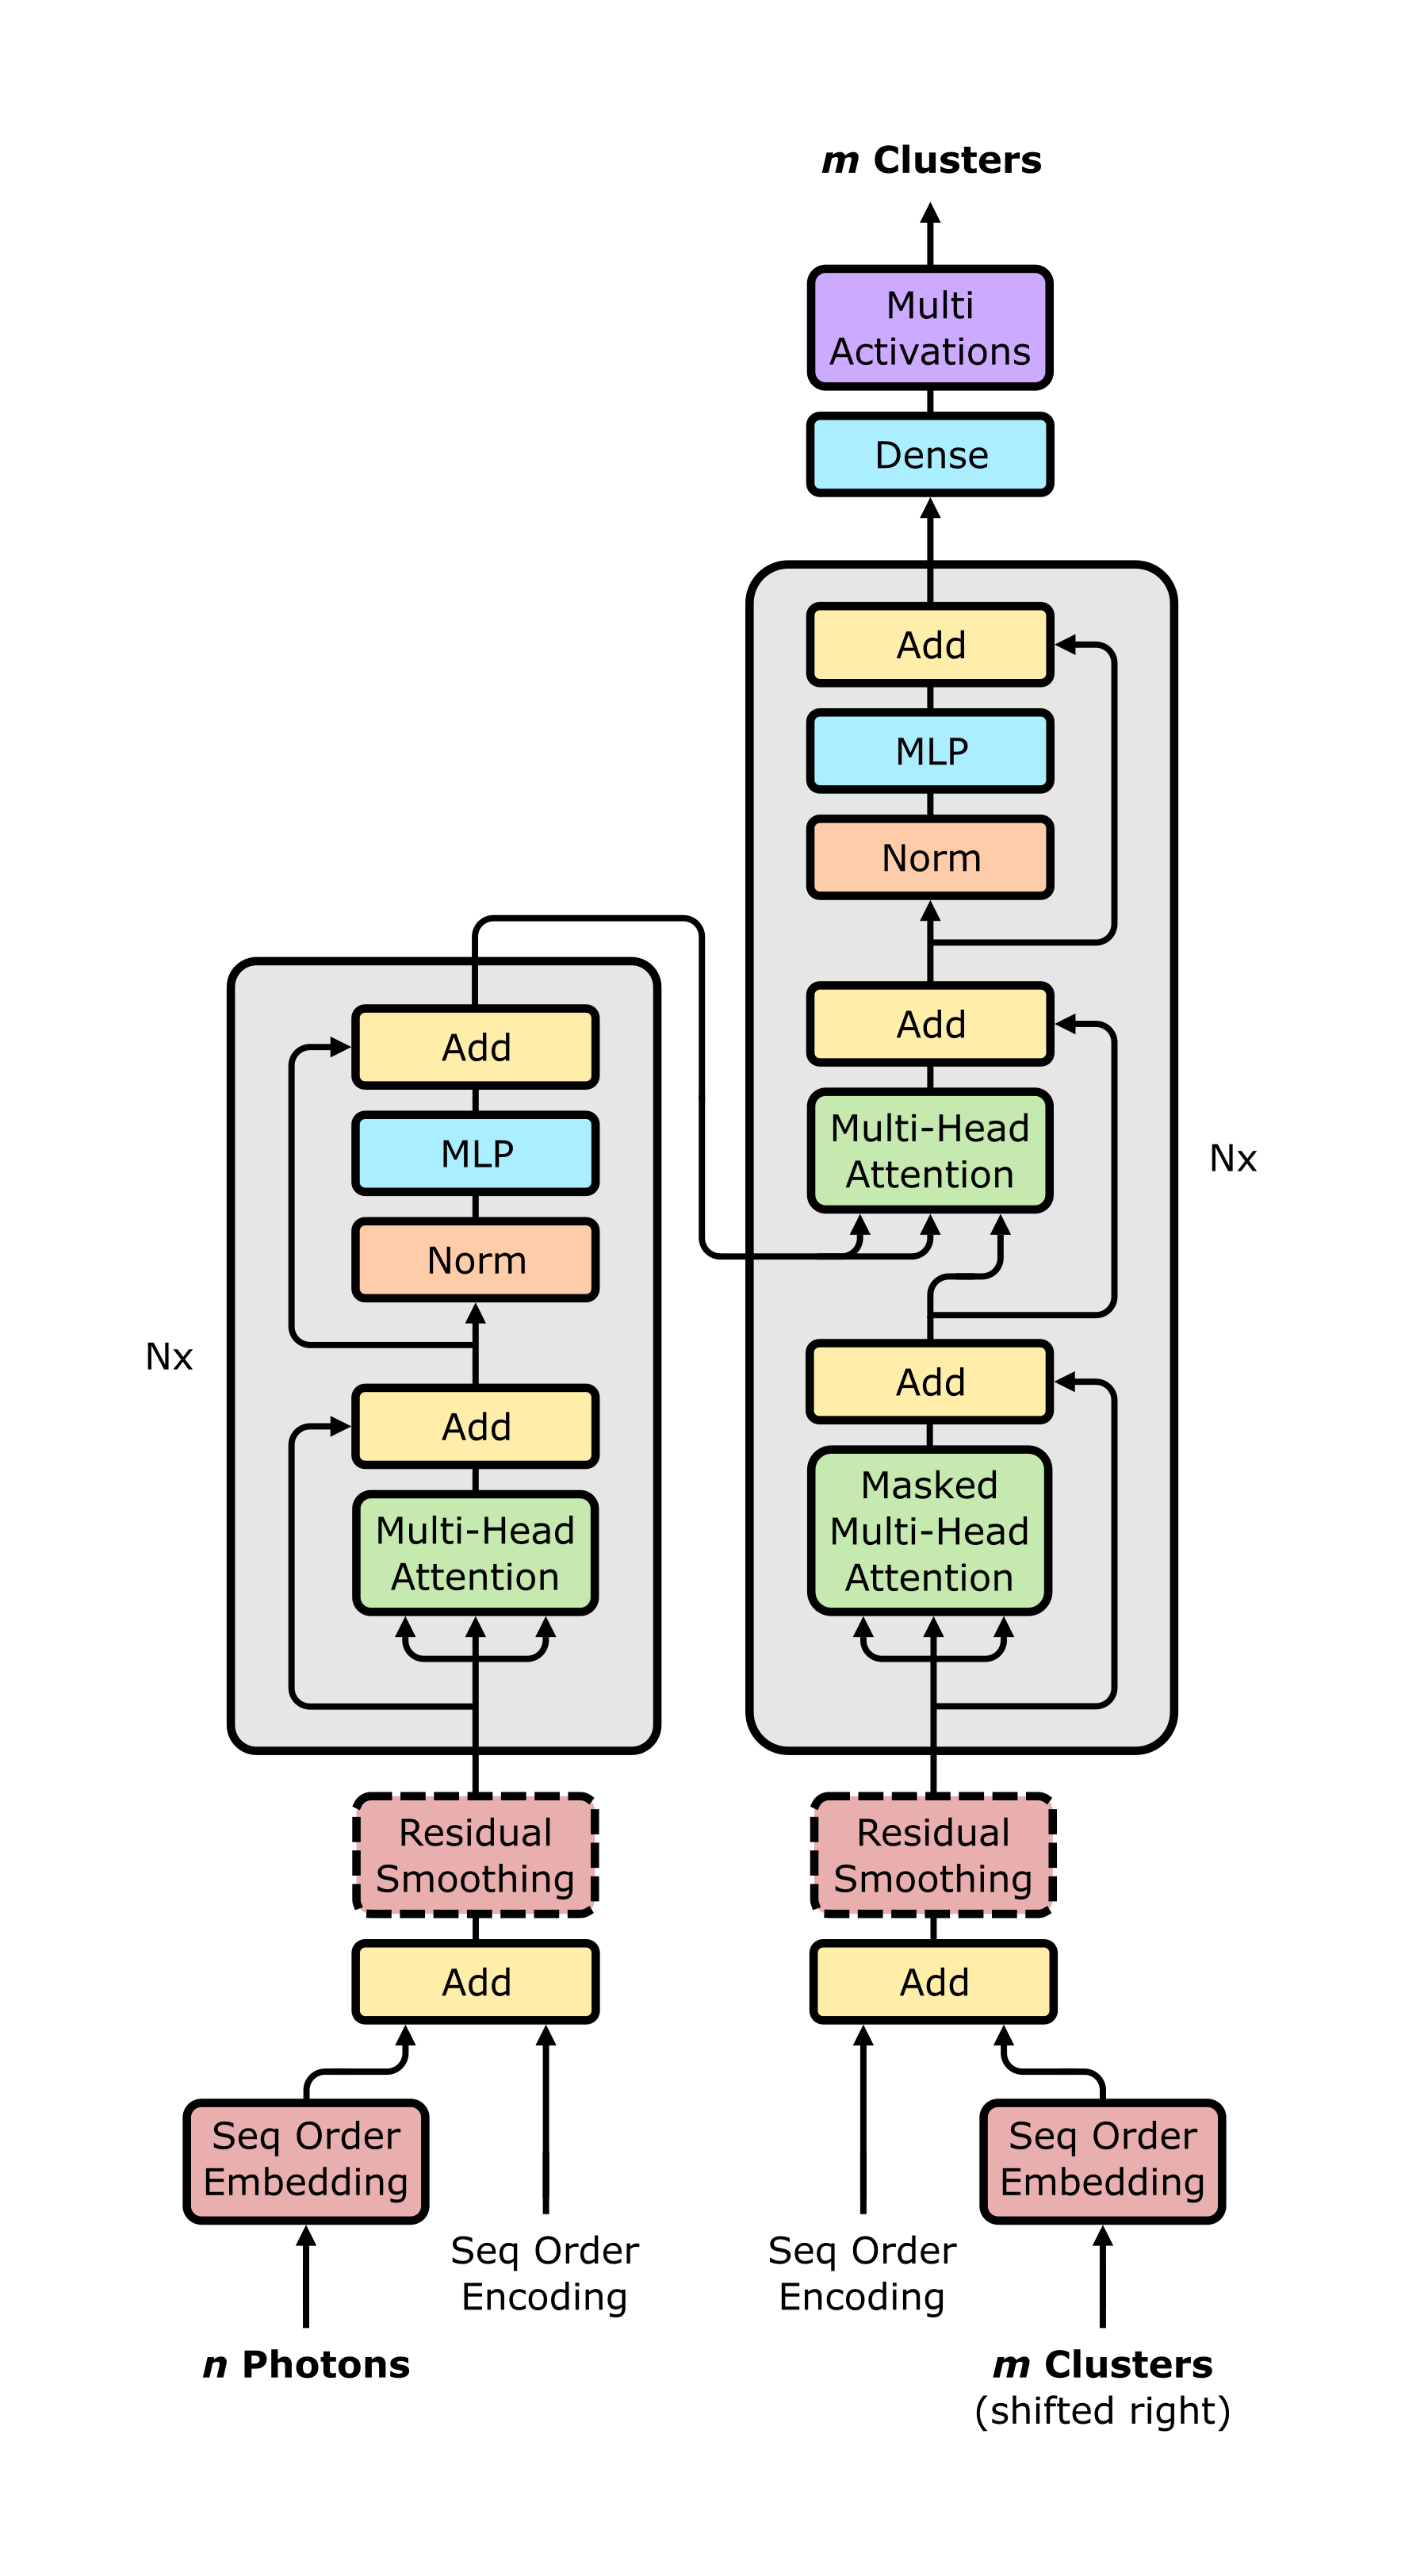 m Clusters
Multi
Activations
Dense
Add
MLP
Norm
Add
Multi-Head
Attention
Nx
Add
Masked
Multi-Head
Attention
Residual
Smoothing
Add
Seq Order
Encoding
Seq Order
Embedding
m Clusters
(shifted right)
Add
MLP
Norm
Nx
Add
Multi-Head
Attention
Residual
Smoothing
Add
Seq Order
Embedding
Seq Order
Encoding
n Photons